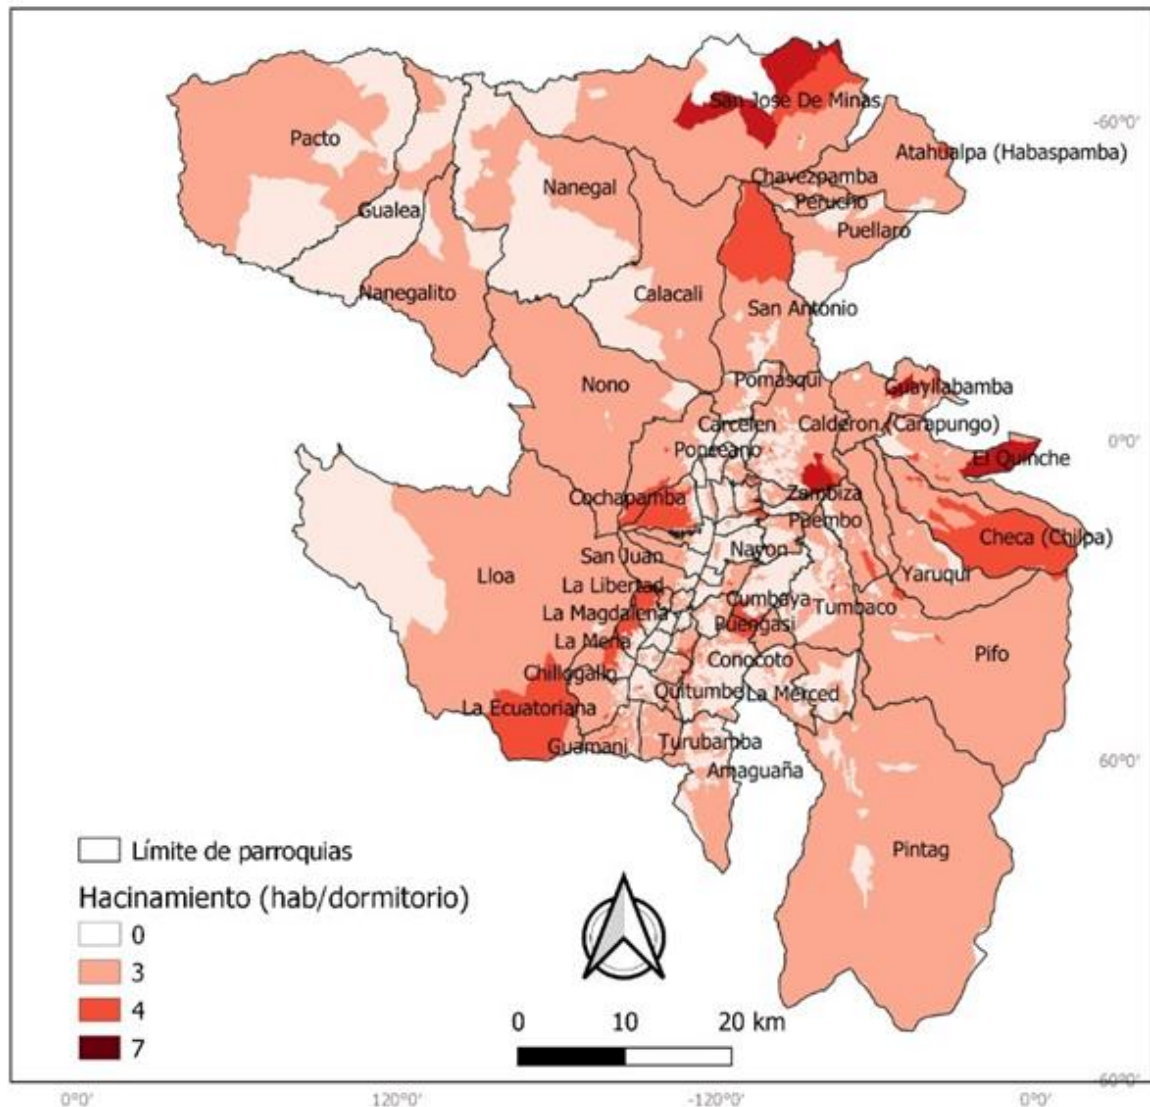 San Jose De Minas
-60°0'
Pacto
Atahualpa (Habaspamba)
Chavezpamba
Nanegal
Perucho
Gualea
Puellaro
Nanegalito
Calacali
San Antonio
Nono
Pomasqui
Guayllabamba
Carcelen
Calderon (Carapungo)
0°0'
Ponceano
El Quinche
Cochapamba
Zambiza
Puembo
Checa (Chilpa)
San Juan
Nayon
Lloa
Yaruqui
La Libertad
Cumbaya
Tumbaco
La Magdalena
Puengasi
La Mena
Conocoto
Pifo
Chillogallo
Quitumbe
La Merced
La Ecuatoriana
Guamani
Turubamba
60°0'
Amaguaña
Pintag
Límite de parroquias
Hacinamiento (hab/dormitorio)
0
3
4
7
0 10 20 km
-60°0'
0°0' 120°0' -120°0' 0°0'